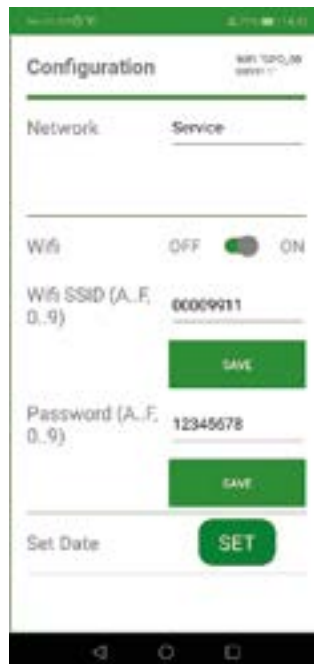 Configuration
Network Service
Wifi OFF ON
Wifi SSID (A..F,
0..9)
00009911
SAVE
Password (A..F,
0..9)
12345678
SAVE
Set Date SET